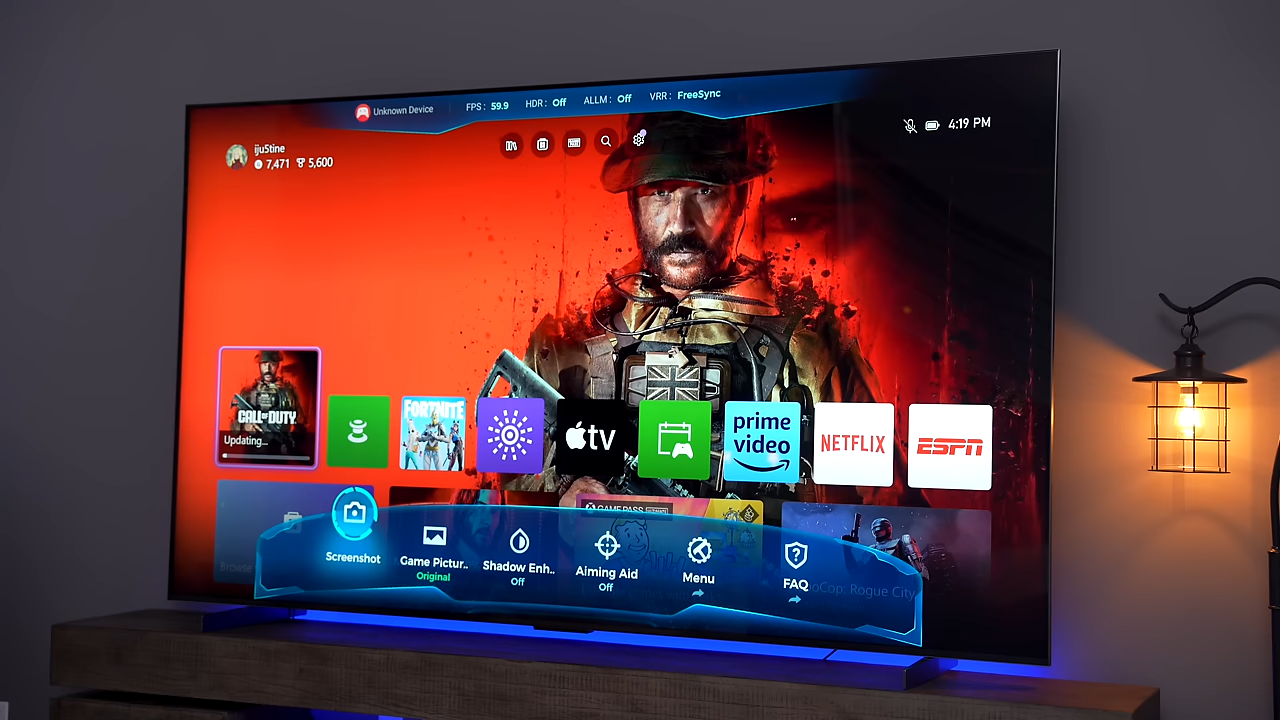 Unknown Device
FPS: 59.9
HDR: Off
ALLM: Off
VRR: FreeSync
4:19 PM
ijuStine
7,471 5,600
CALL OF DUTY
Updating...
FORTNITE
tv
prime
video
NETFLIX
ESPN
GAME PASS
Browse
Screenshot
Game Pictur..
Original
Shadow Enh..
Off
Aiming Aid
Off
Menu
FAQ
oCop: Rogue City